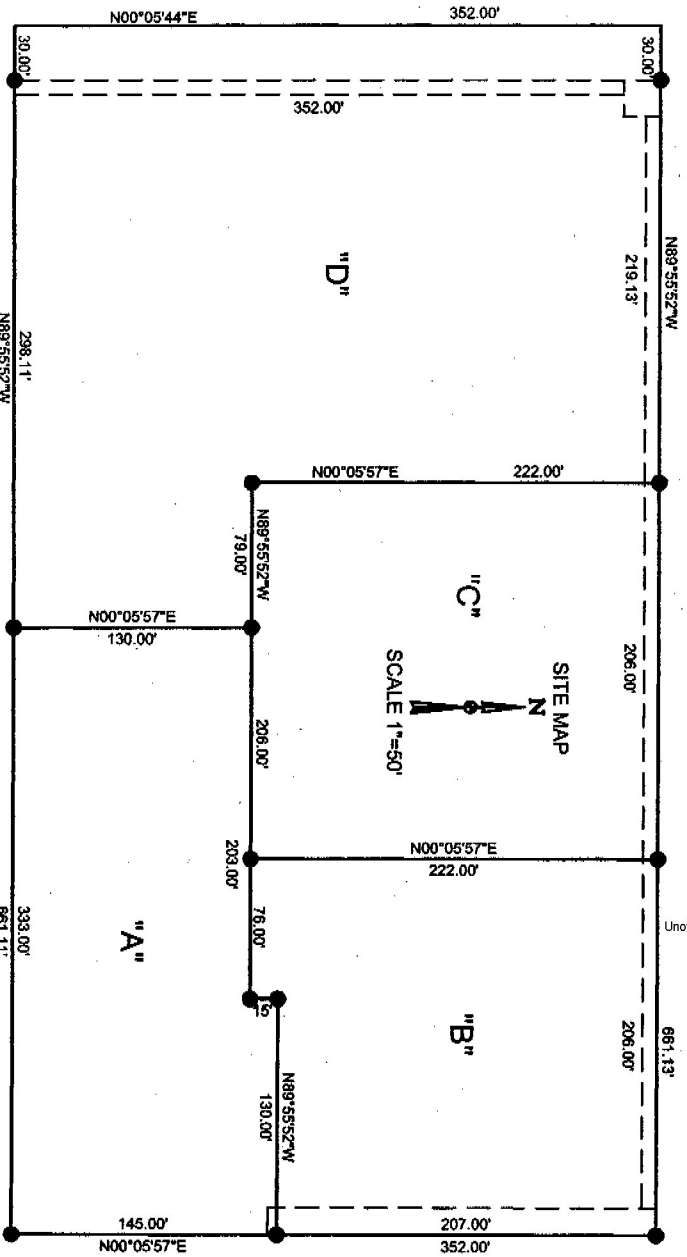 N00°05'44"E
352.00'
30.00'
30.00'
352.00'
N89°55'52"W
219.13'
"D"
298.11'
N89°55'52"W
N00°05'57"E
222.00'
N89°55'52"W
79.00'
"C"
206.00'
SITE MAP
N
SCALE 1"=50'
N00°05'57"E
130.00'
206.00'
203.00'
N00°05'57"E
222.00'
76.00'
15'
"A"
333.00'
661.11'
"B"
206.00'
661.13'
Uno
N89°55'52"W
130.00'
145.00'
N00°05'57"E
207.00'
352.00'